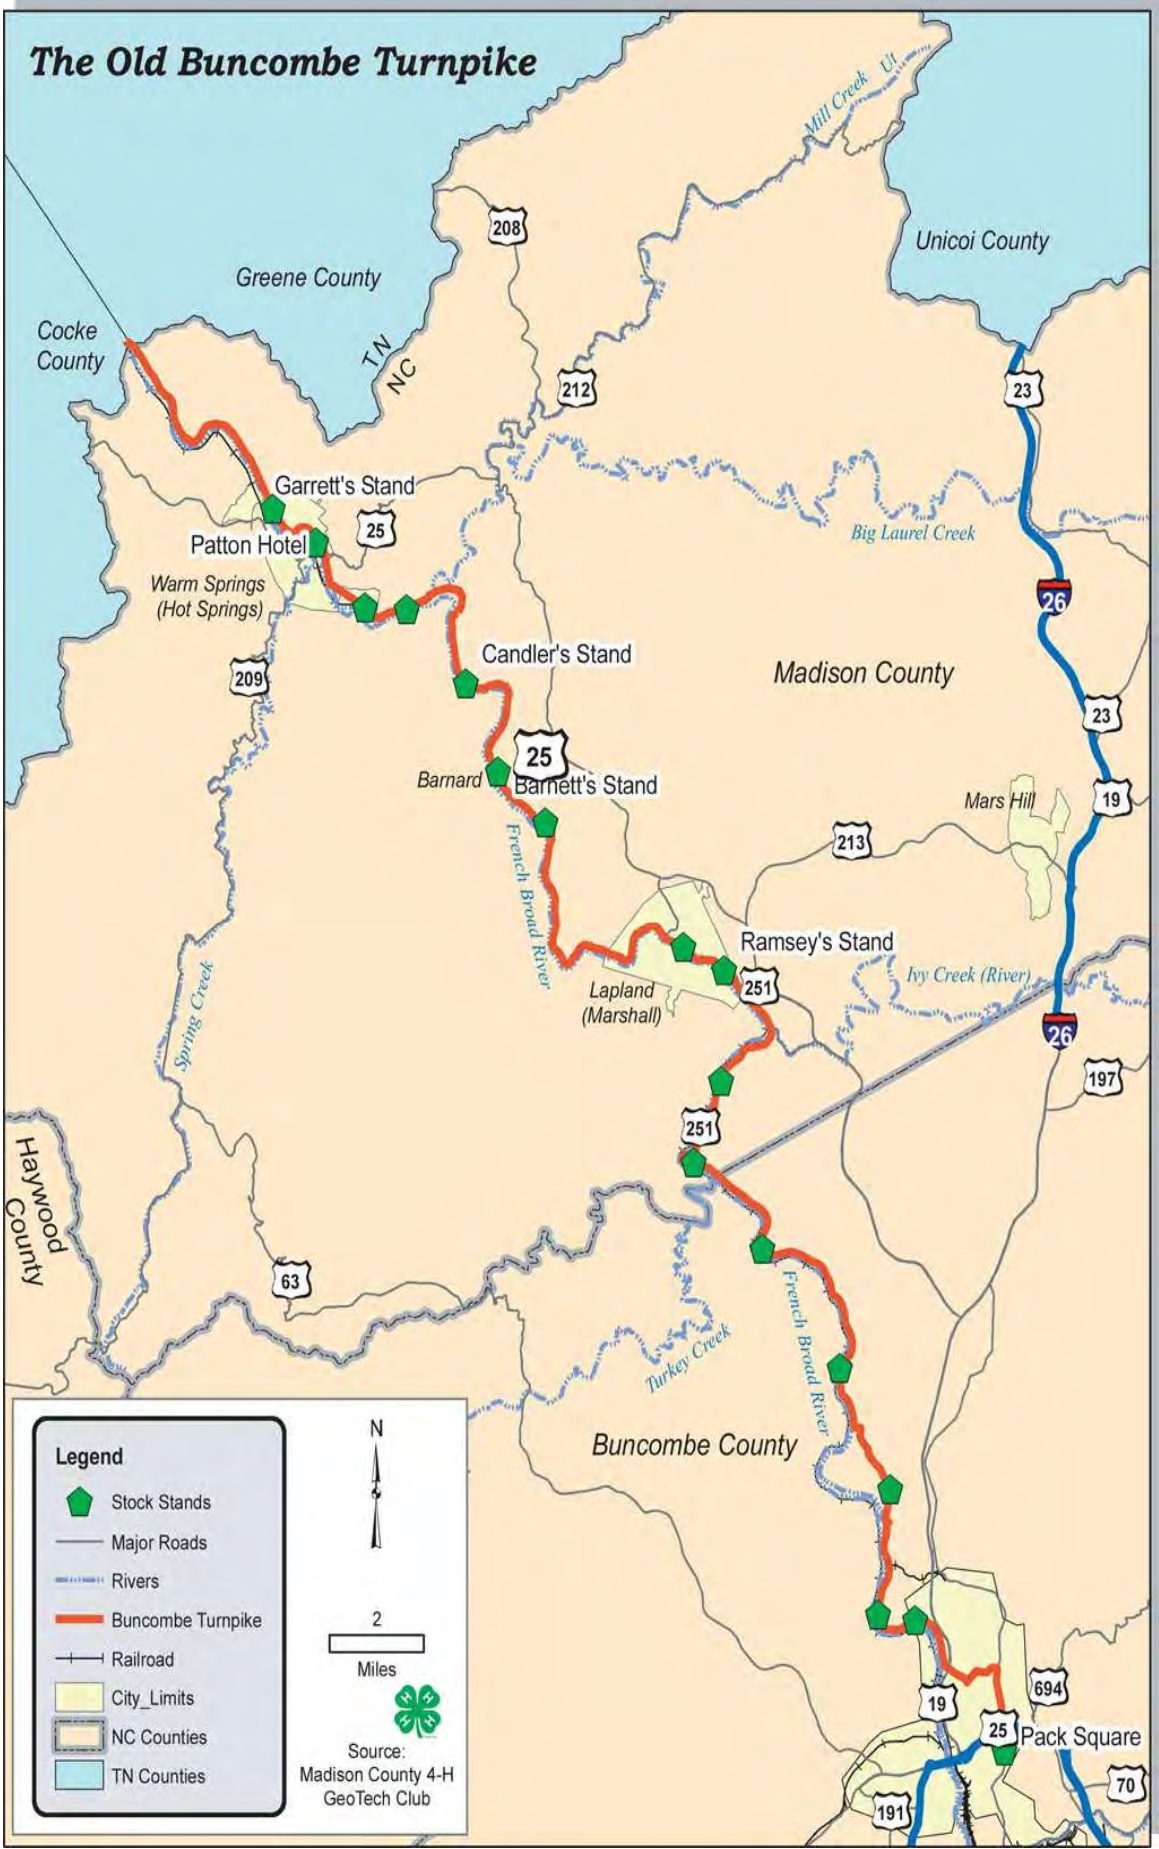 The Old Buncombe Turnpike
Mill Creek Ut
208
Unicoi County
Greene County
Cocke
County
TN
NC
212
23
Garrett's Stand
25
Patton Hotel
Big Laurel Creek
Warm Springs
(Hot Springs)
26
Candler's Stand
209
Madison County
23
25
Barnard
Barnett's Stand
Mars Hill
19
213
French Broad River
Ramsey's Stand
251
Ivy Creek (River)
Lapland
(Marshall)
Spring Creek
26
197
251
Haywood
County
63
French Broad River
Turkey Creek
Buncombe County
Legend
Stock Stands
Major Roads
Rivers
Buncombe Turnpike
Railroad
City_Limits
NC Counties
TN Counties
N
2
Miles
H H
H H
Source:
Madison County 4-H
GeoTech Club
694
19
25
Pack Square
70
191